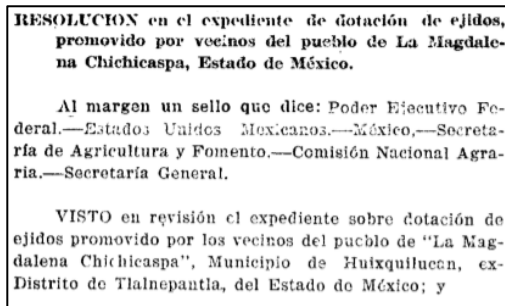 RESOLUCION en el expediente de dotación de ejidos,
promovido por vecinos del pueblo de La Magdale-
na Chichicaspa, Estado de México.
Al margen un sello que dice: Poder Ejecutivo Fe-
deral.—Estados Unidos Mexicanos.—México,—Secreta-
ría de Agricultura y Fomento.—Comisión Nacional Agra-
ria.—Secretaría General.
VISTO en revisión el expediente sobre dotación de
ejidos promovido por los vecinos del pueblo de "La Mag-
dalena Chichicaspa", Municipio de Huixquilucan, ex-
Distrito de Tlalnepantla, del Estado de México; y